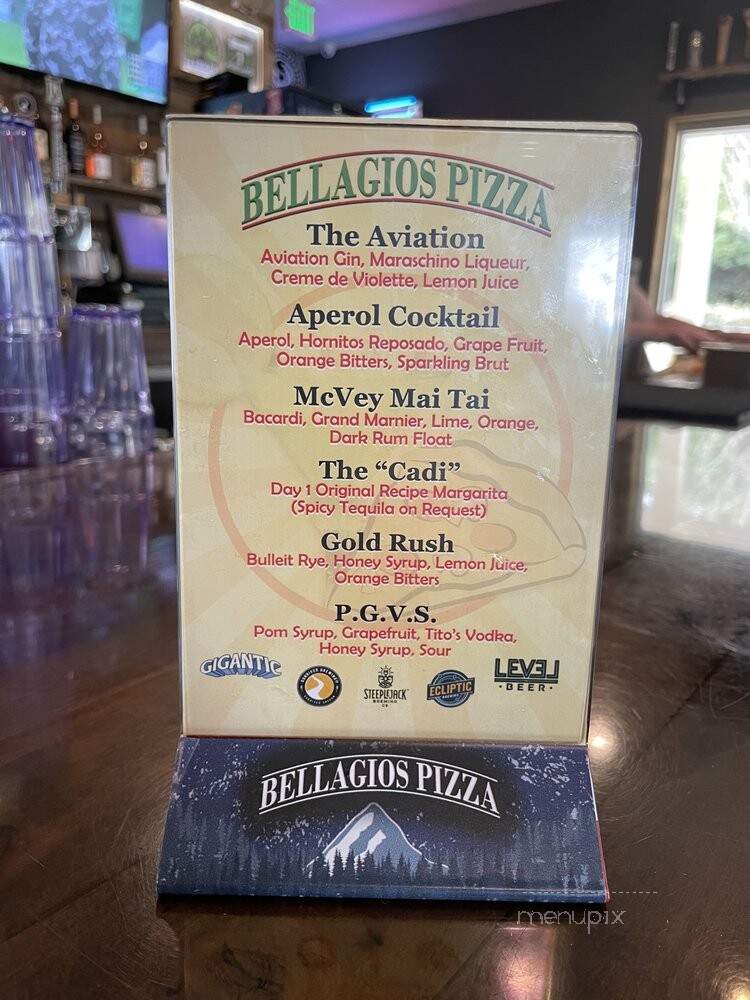 BELLAGIOS PIZZA
The Aviation
Aviation Gin, Maraschino Liqueur,
Creme de Violette, Lemon Juice
Aperol Cocktail
Aperol, Hornitos Reposado, Grape Fruit,
Orange Bitters, Sparkling Brut
McVey Mai Tai
Bacardi, Grand Marnier, Lime, Orange,
Dark Rum Float
The “Cadi”
Day 1 Original Recipe Margarita
(Spicy Tequila on Request)
Gold Rush
Bulleit Rye, Honey Syrup, Lemon Juice,
Orange Bitters
P.G.V.S.
Pom Syrup, Grapefruit, Tito's Vodka,
Honey Syrup, Sour
GIGANTIC
STEEPLEJACK
BREWING
CO
ECLIPTIC
BREWING
LEVEL
BEER
BELLAGIOS PIZZA
menupix